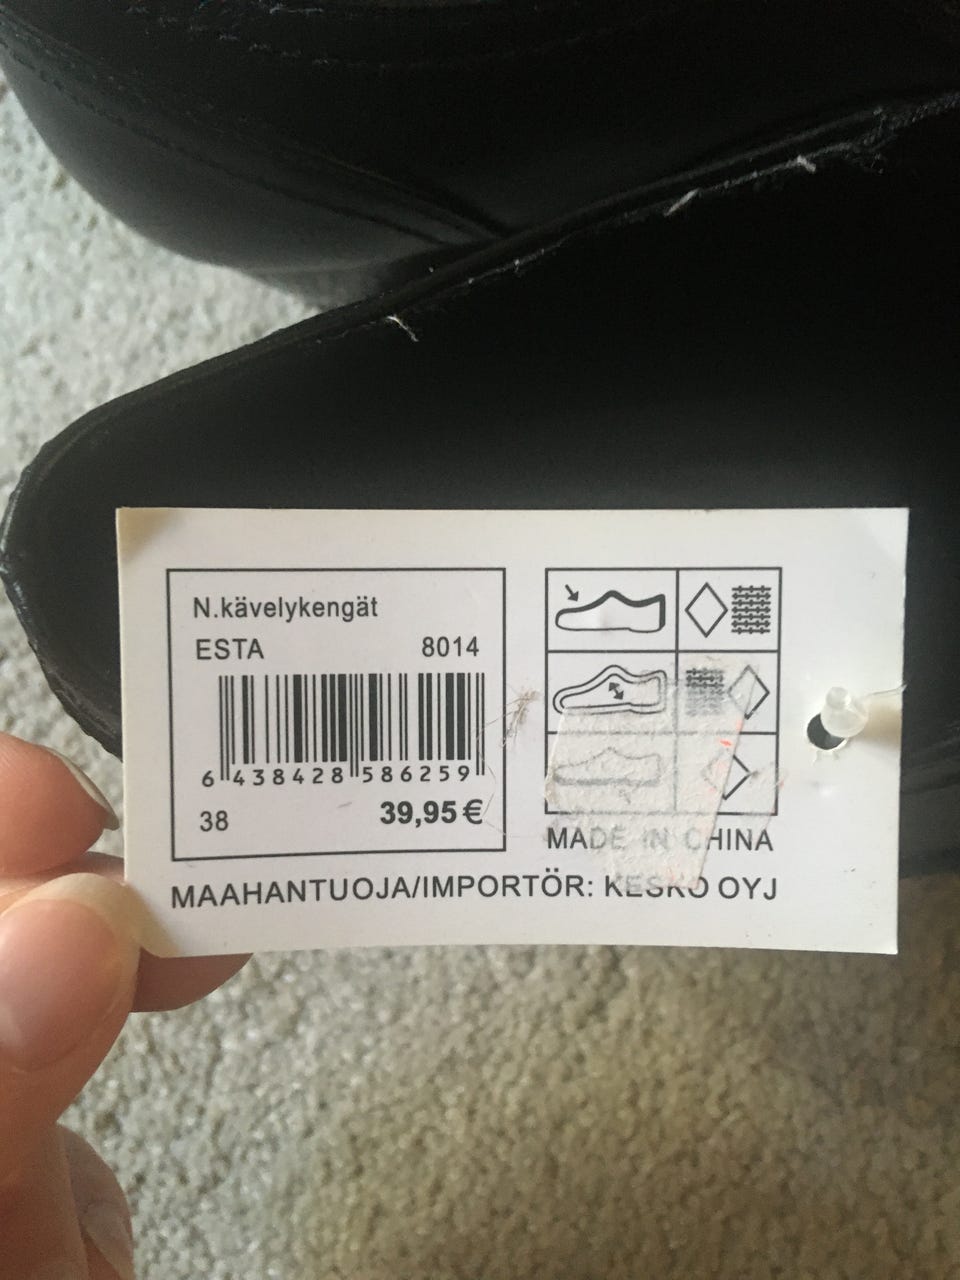 N.kävelykengät
ESTA 8014
6 438428 586259
38 39,95 €
MADE IN CHINA
MAAHANTUOJA/IMPORTÖR: KESKO OYJ